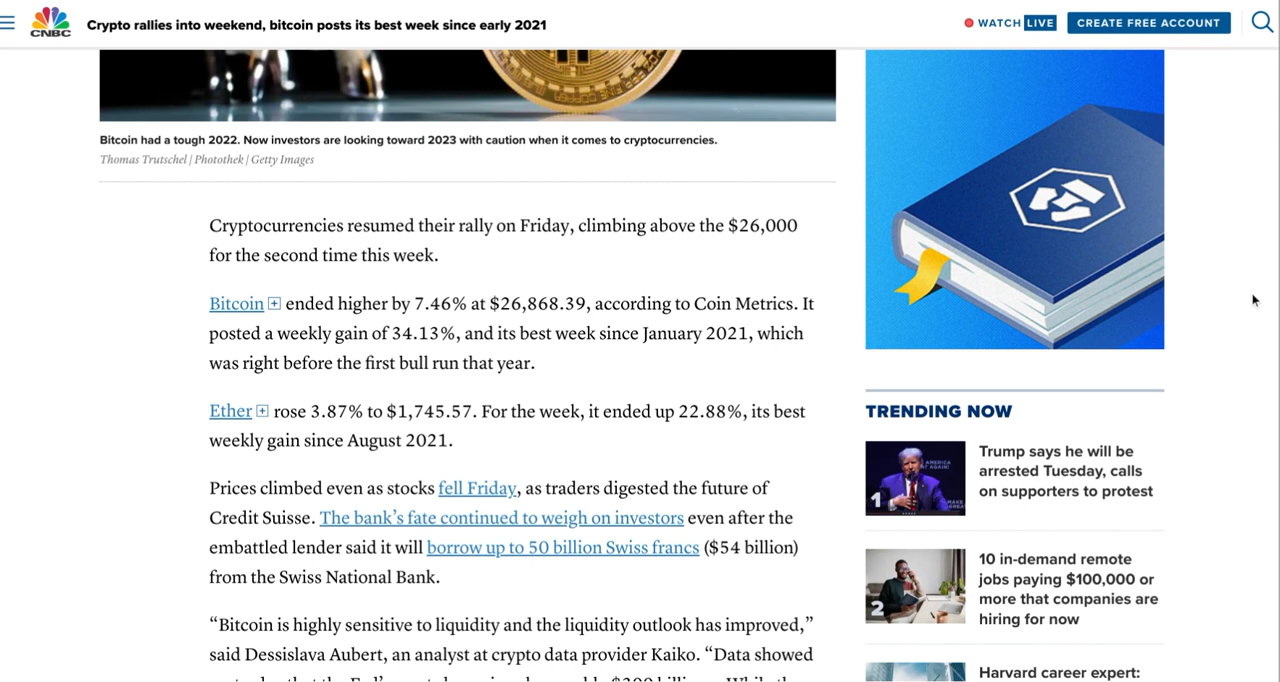 CNBC
Crypto rallies into weekend, bitcoin posts its best week since early 2021
WATCH LIVE
CREATE FREE ACCOUNT
Bitcoin had a tough 2022. Now investors are looking toward 2023 with caution when it comes to cryptocurrencies.
Thomas Trutschel | Photothek | Getty Images
Cryptocurrencies resumed their rally on Friday, climbing above the $26,000
for the second time this week.
Bitcoin ended higher by 7.46% at $26,868.39, according to Coin Metrics. It
posted a weekly gain of 34.13%, and its best week since January 2021, which
was right before the first bull run that year.
Ether rose 3.87% to $1,745.57. For the week, it ended up 22.88%, its best
weekly gain since August 2021.
Prices climbed even as stocks fell Friday, as traders digested the future of
Credit Suisse. The bank’s fate continued to weigh on investors even after the
embattled lender said it will borrow up to 50 billion Swiss francs ($54 billion)
from the Swiss National Bank.
“Bitcoin is highly sensitive to liquidity and the liquidity outlook has improved,”
said Dessislava Aubert, an analyst at crypto data provider Kaiko. “Data showed
TRENDING NOW
1
Trump says he will be
arrested Tuesday, calls
on supporters to protest
2
10 in-demand remote
jobs paying $100,000 or
more that companies are
hiring for now
Harvard career expert: